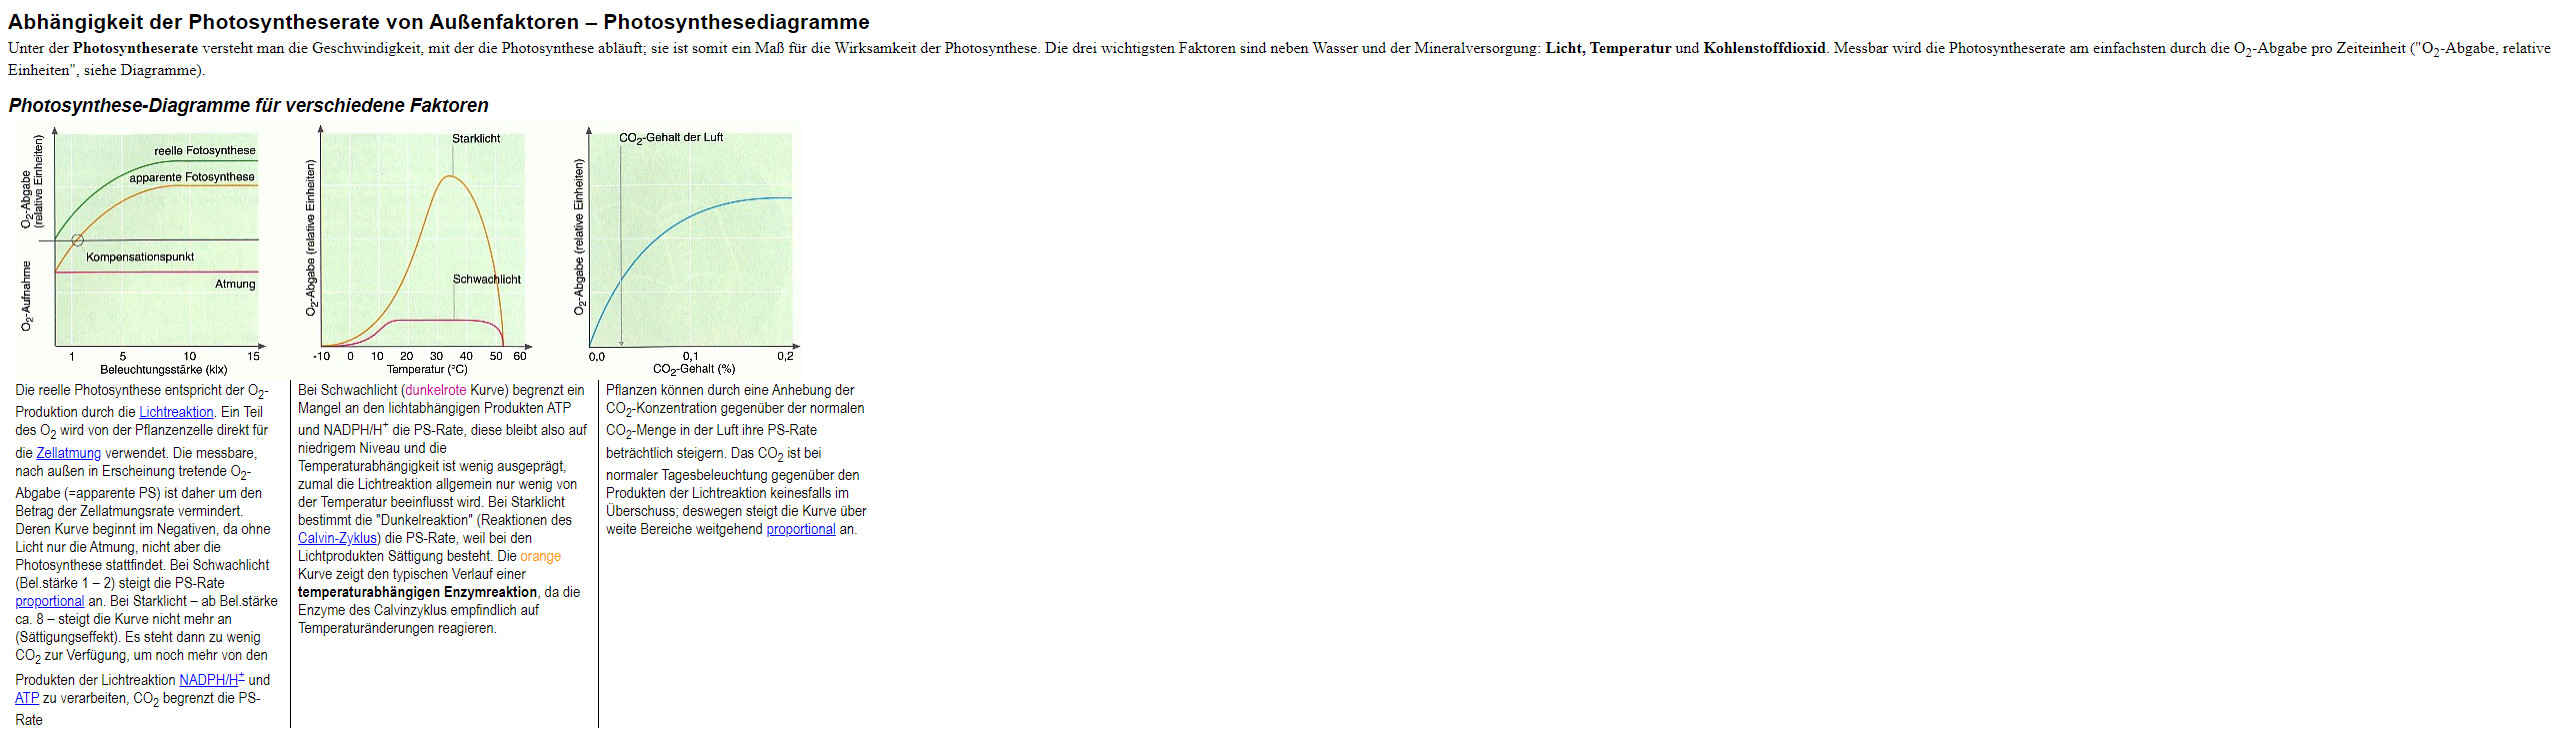 Abhängigkeit der Photosyntheserate von Außenfaktoren – Photosynthesediagramme
Unter der Photosyntheserate versteht man die Geschwindigkeit, mit der die Photosynthese abläuft; sie ist somit ein Maß für die Wirksamkeit der Photosynthese. Die drei wichtigsten Faktoren sind neben Wasser und der Mineralversorgung: Licht, Temperatur und Kohlenstoffdioxid. Messbar wird die Photosyntheserate am einfachsten durch die O2-Abgabe pro Zeiteinheit ("O2-Abgabe, relative
Einheiten", siehe Diagramme).
Photosynthese-Diagramme für verschiedene Faktoren
O2-Abgabe
(relative Einheiten)
O2-Aufnahme
reelle Fotosynthese
apparente Fotosynthese
Kompensationspunkt
Atmung
1 5 10 15
Beleuchtungsstärke (klx)
O2-Abgabe (relative Einheiten)
Starklicht
Schwachlicht
-10 0 10 20 30 40 50 60
Temperatur (°C)
O2-Abgabe (relative Einheiten)
CO2-Gehalt der Luft
0,0 0,1 0,2
CO2-Gehalt (%)
Die reelle Photosynthese entspricht der O2-
Produktion durch die Lichtreaktion. Ein Teil
des O2 wird von der Pflanzenzelle direkt für
die Zellatmung verwendet. Die messbare,
nach außen in Erscheinung tretende O2-
Abgabe (=apparente PS) ist daher um den
Betrag der Zellatmungsrate vermindert.
Deren Kurve beginnt im Negativen, da ohne
Licht nur die Atmung, nicht aber die
Photosynthese stattfindet. Bei Schwachlicht
(Bel.stärke 1 – 2) steigt die PS-Rate
proportional an. Bei Starklicht – ab Bel.stärke
ca. 8 – steigt die Kurve nicht mehr an
(Sättigungseffekt). Es steht dann zu wenig
CO2 zur Verfügung, um noch mehr von den
Produkten der Lichtreaktion NADPH/H+ und
ATP zu verarbeiten, CO2 begrenzt die PS-
Rate
Bei Schwachlicht (dunkelrote Kurve) begrenzt ein
Mangel an den lichtabhängigen Produkten ATP
und NADPH/H+ die PS-Rate, diese bleibt also auf
niedrigem Niveau und die
Temperaturabhängigkeit ist wenig ausgeprägt,
zumal die Lichtreaktion allgemein nur wenig von
der Temperatur beeinflusst wird. Bei Starklicht
bestimmt die "Dunkelreaktion" (Reaktionen des
Calvin-Zyklus) die PS-Rate, weil bei den
Lichtprodukten Sättigung besteht. Die orange
Kurve zeigt den typischen Verlauf einer
temperaturabhängigen Enzymreaktion, da die
Enzyme des Calvinzyklus empfindlich auf
Temperaturänderungen reagieren.
Pflanzen können durch eine Anhebung der
CO2-Konzentration gegenüber der normalen
CO2-Menge in der Luft ihre PS-Rate
beträchtlich steigern. Das CO2 ist bei
normaler Tagesbeleuchtung gegenüber den
Produkten der Lichtreaktion keinesfalls im
Überschuss; deswegen steigt die Kurve über
weite Bereiche weitgehend proportional an.